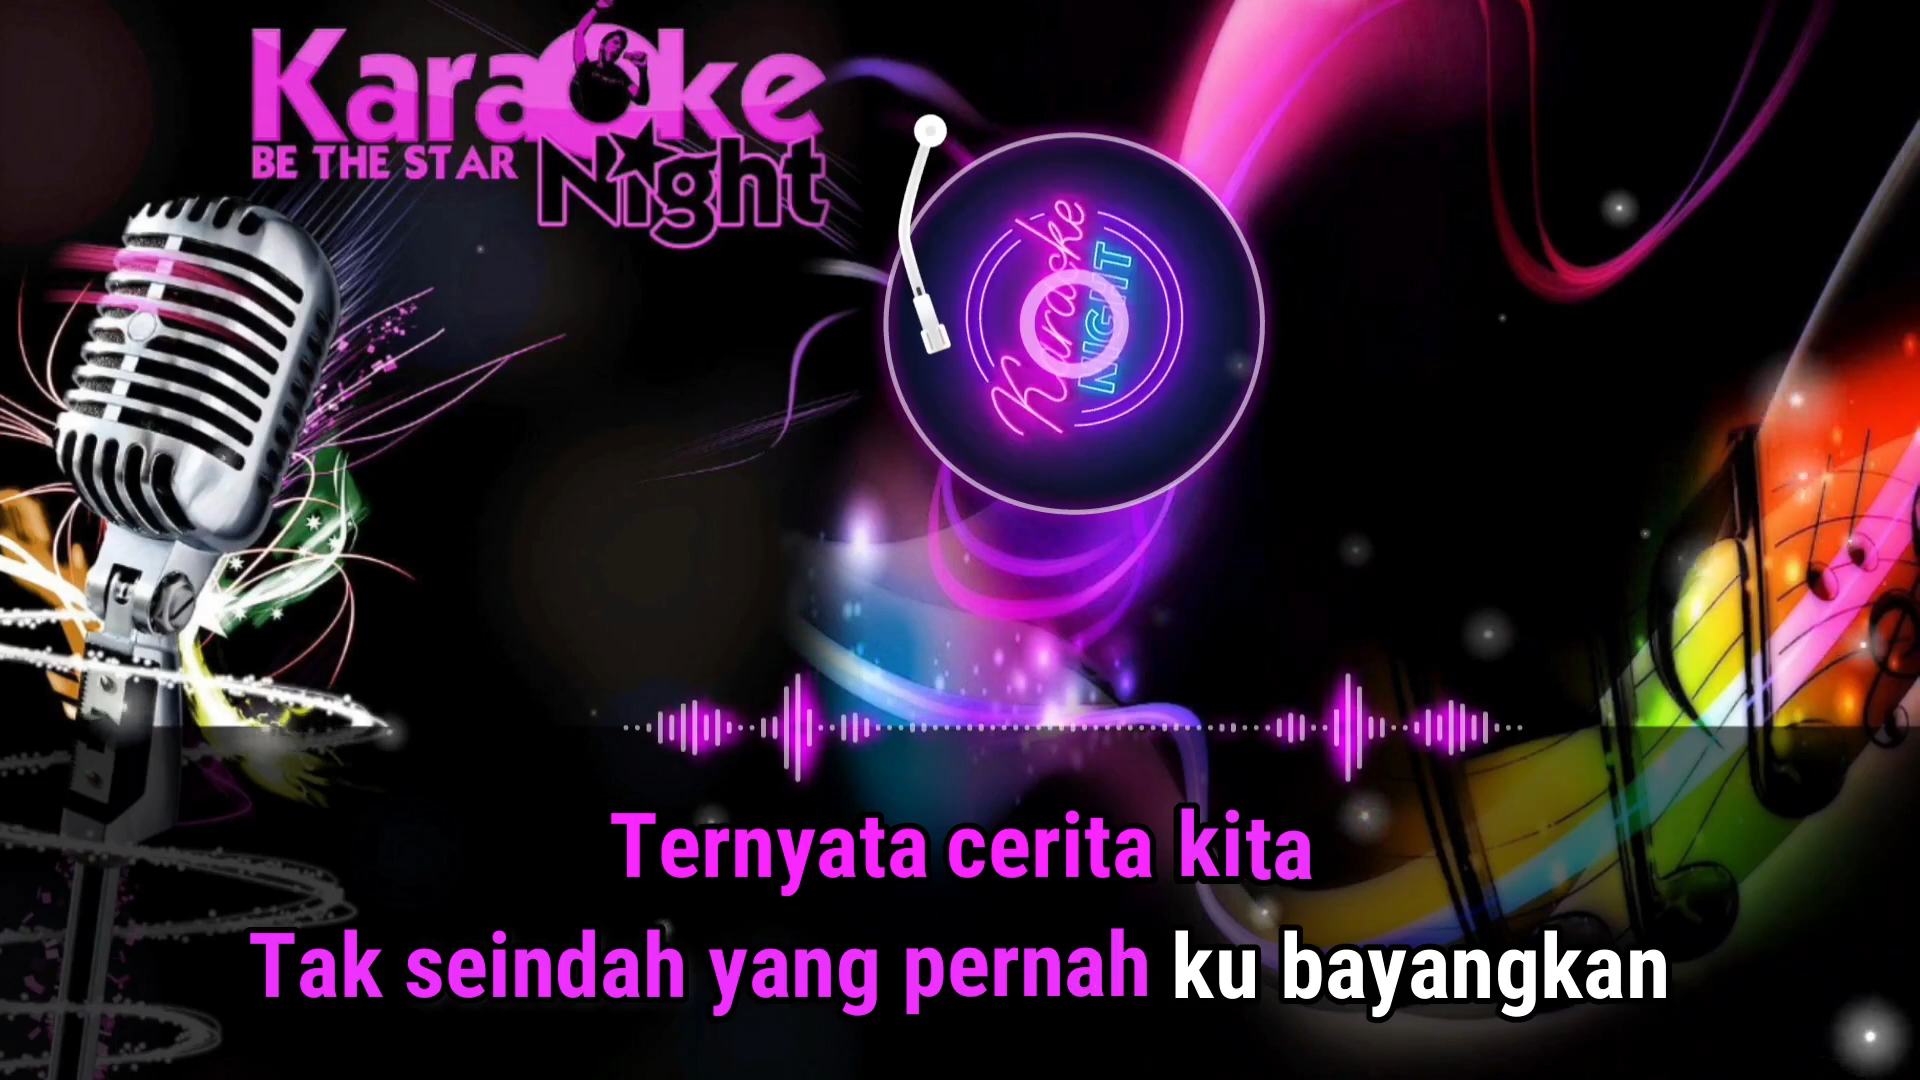 Karaoke
BE THE STAR Night
Karaoke
NIGHT
Ternyata cerita kita
Tak seindah yang pernah ku bayangkan